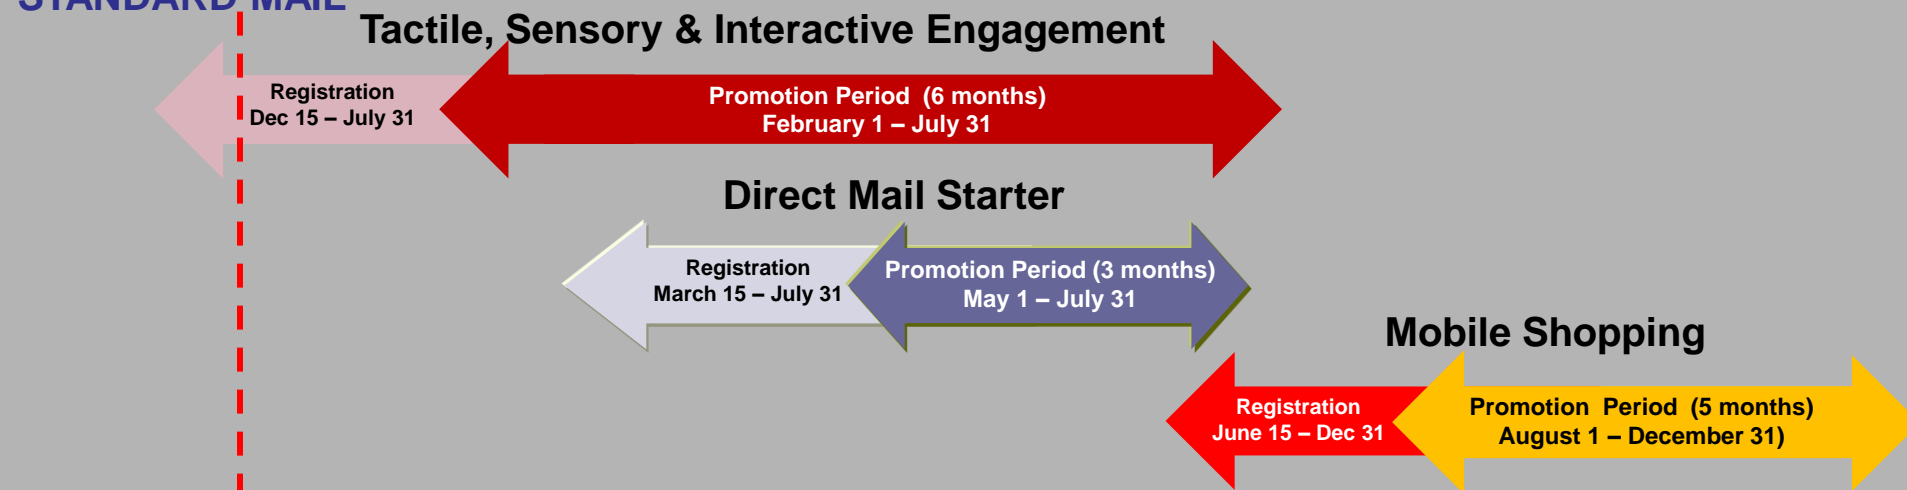 STANDARD MAIL
Tactile, Sensory & Interactive Engagement
Registration
Dec 15 – July 31
Promotion Period (6 months)
February 1 – July 31
Direct Mail Starter
Registration
March 15 – July 31
Promotion Period (3 months)
May 1 – July 31
Mobile Shopping
Registration
June 15 – Dec 31
Promotion Period (5 months)
August 1 – December 31)